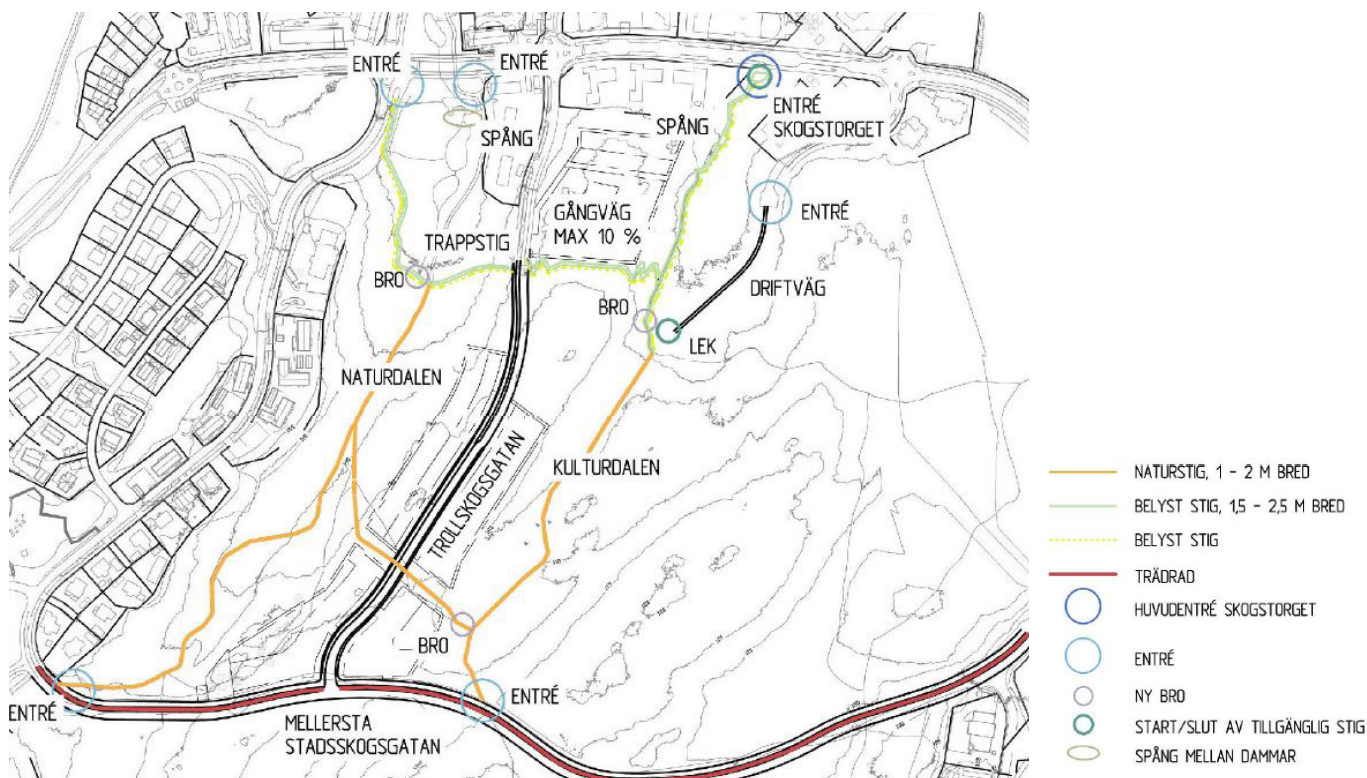 ENTRÉ
ENTRÉ
ENTRÉ
SKOGSTORGET
SPÅNG
SPÅNG
ENTRÉ
GÅNGVÄG
MAX 10 %
TRAPPSTIG
BRO
DRIFTVÄG
BRO
LEK
NATURDALEN
KULTURDALEN
TROLLSKOGSGATAN
BRO
ENTRÉ
ENTRÉ
MELLERSTA
STADSSKOGSGATAN
NATURSTIG, 1 - 2 M BRED
BELYST STIG, 1,5 - 2,5 M BRED
BELYST STIG
TRÄDRAD
HUVUDENTRÉ SKOGSTORGET
ENTRÉ
NY BRO
START/SLUT AV TILLGÄNGLIG STIG
SPÅNG MELLAN DAMMAR